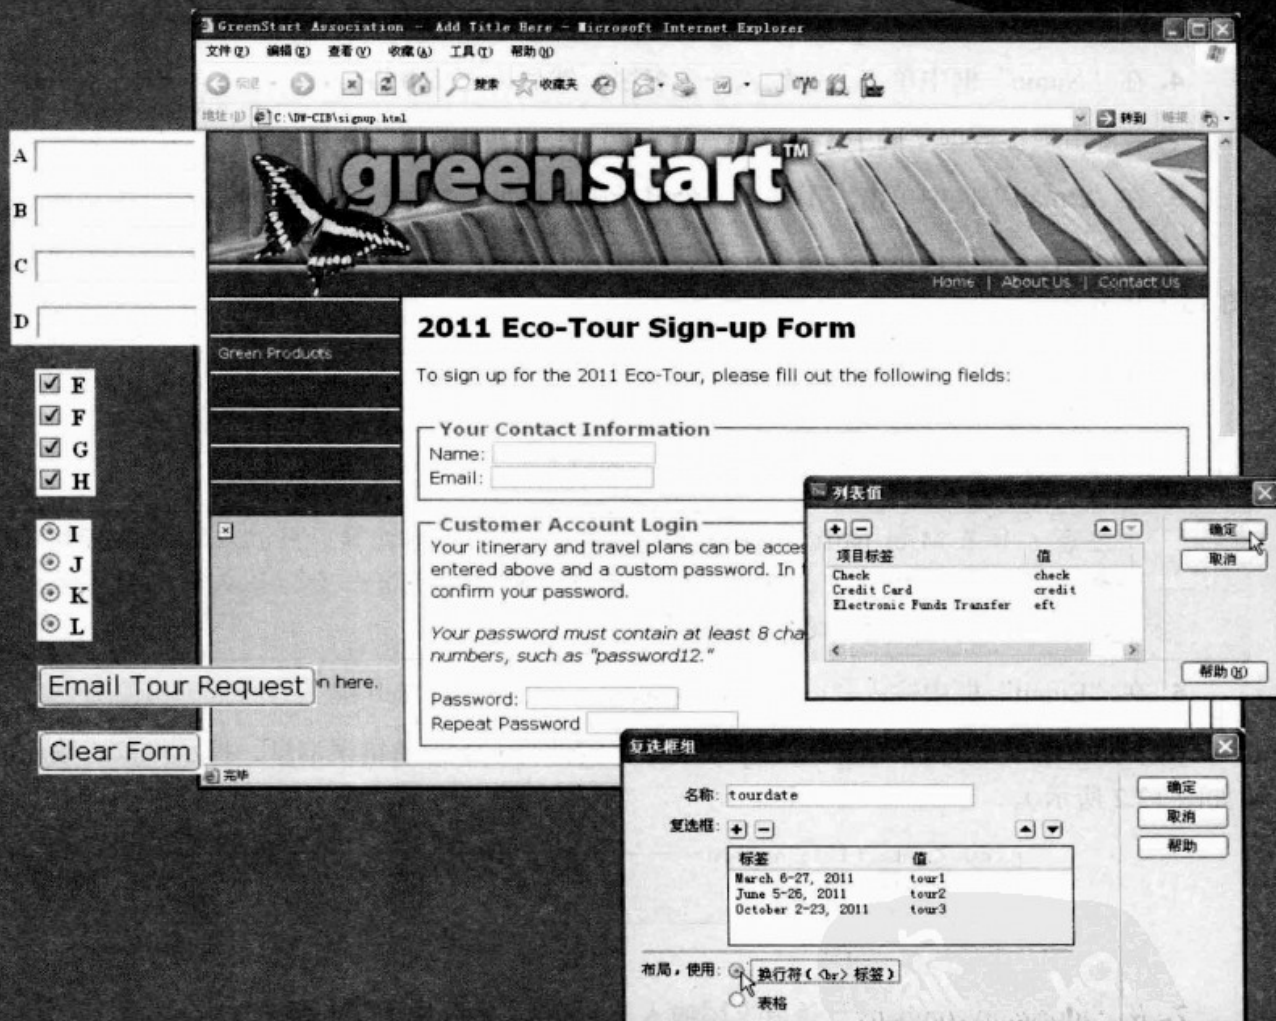 GreenStart Association - Add Title Here - Microsoft Internet Explorer
文件(F) 编辑(E) 查看(V) 收藏(A) 工具(T) 帮助(H)
搜索 收藏夹
C:\DW-CIB\signup.html
转到 链接
greenstart™
Home | About Us | Contact Us
A
B
C
D
E
F
G
H
I
J
K
L
Email Tour Request
Clear Form
Green Products
on here.
2011 Eco-Tour Sign-up Form
To sign up for the 2011 Eco-Tour, please fill out the following fields:
Your Contact Information
Name:
Email:
Customer Account Login
Your itinerary and travel plans can be acces
entered above and a custom password. In
confirm your password.
Your password must contain at least 8 cha
numbers, such as "password12."
Password:
Repeat Password
完毕
列表值
项目标签 值
Check check
Credit Card credit
Electronic Funds Transfer eft
确定
取消
帮助(H)
复选框组
名称: tourdate
复选框:
标签 值
March 6-27, 2011 tour1
June 5-26, 2011 tour2
October 2-23, 2011 tour3
布局,使用: 换行符(<br>标签)
表格
确定
取消
帮助